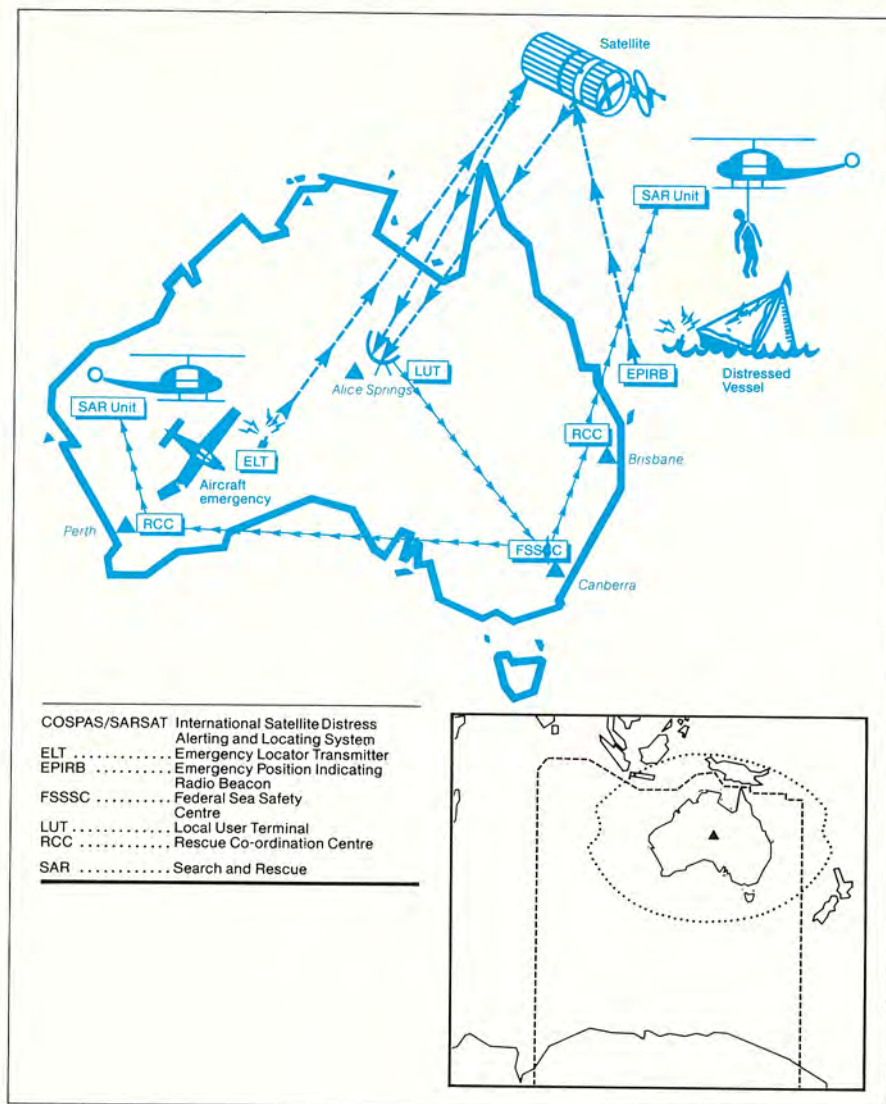 Satellite
SAR Unit
Alice Springs
LUT
EPIRB
Distressed
Vessel
SAR Unit
RCC
Brisbane
ELT
Aircraft
emergency
Perth
RCC
FSSSC
Canberra
COSPAS/SARSAT International Satellite Distress
Alerting and Locating System
ELT ............ Emergency Locator Transmitter
EPIRB .......... Emergency Position Indicating
Radio Beacon
FSSSC .......... Federal Sea Safety
Centre
LUT ............ Local User Terminal
RCC ............ Rescue Co-ordination Centre
SAR ............ Search and Rescue